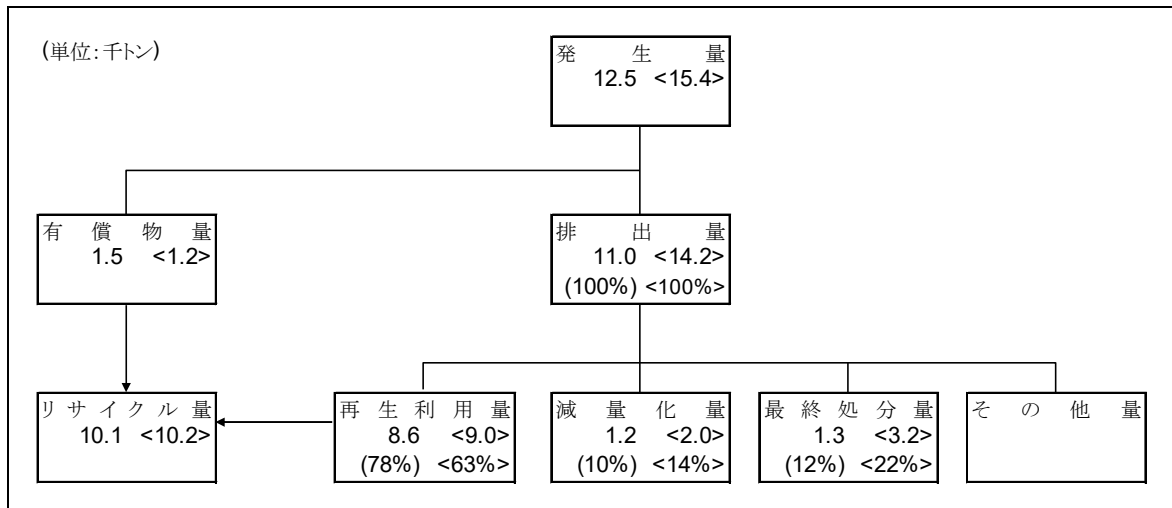 (単位:千トン)
発生量
12.5 <15.4>
有償物量
1.5 <1.2>
排出量
11.0 <14.2>
(100%) <100%>
リサイクル量
10.1 <10.2>
再生利用量
8.6 <9.0>
(78%) <63%>
減量化量
1.2 <2.0>
(10%) <14%>
最終処分量
1.3 <3.2>
(12%) <22%>
その他量